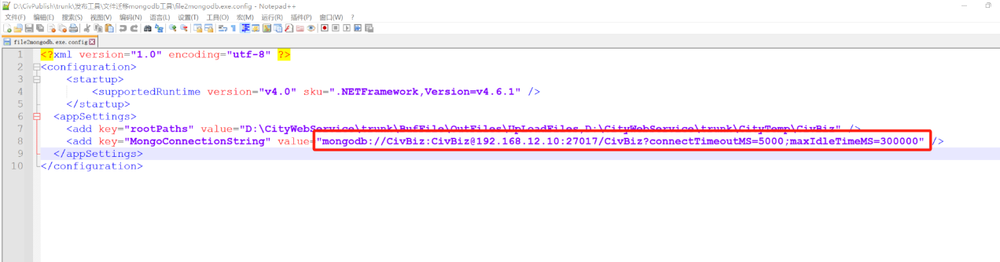 D:\CivPublish\trunk\发布工具\文件迁移mongodb工具\file2mongodb.exe.config - Notepad++
文件(F) 编辑(E) 搜索(S) 视图(V) 编码(N) 语言(L) 设置(T) 工具(O) 宏(M) 运行(R) 插件(P) 窗口(W) ?
file2mongodb.exe.config
1 <?xml version="1.0" encoding="utf-8" ?>
2 <configuration>
3 <startup>
4 <supportedRuntime version="v4.0" sku=".NETFramework,Version=v4.6.1" />
5 </startup>
6 <appSettings>
7 <add key="rootPaths" value="D:\CityWebService\trunk\BufFile\OutFiles\UpLoadFiles,D:\CityWebService\trunk\CityTemp\CivBiz" />
8 <add key="MongoConnectionString" value="mongodb://CivBiz:CivBiz@192.168.12.10:27017/CivBiz?connectTimeoutMS=5000;maxIdleTimeMS=300000" />
9 </appSettings>
10 </configuration>